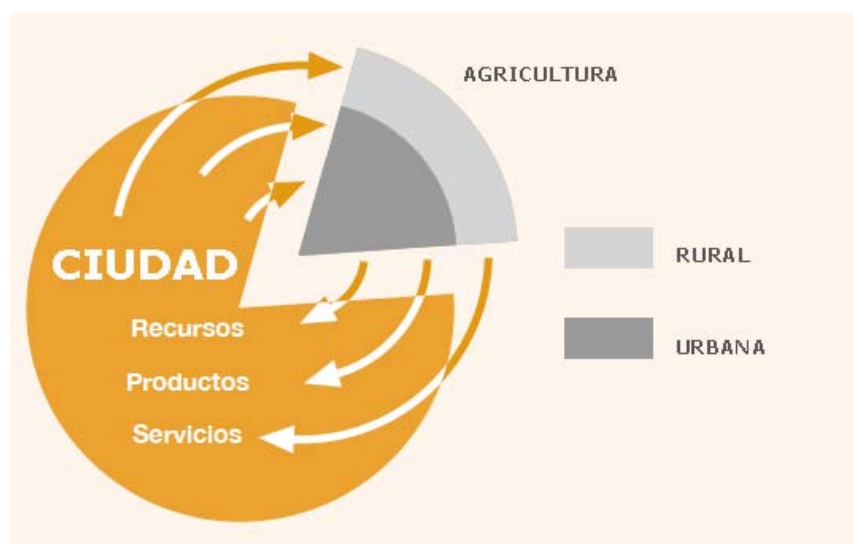 AGRICULTURA
CIUDAD
Recursos
Productos
Servicios
RURAL
URBANA